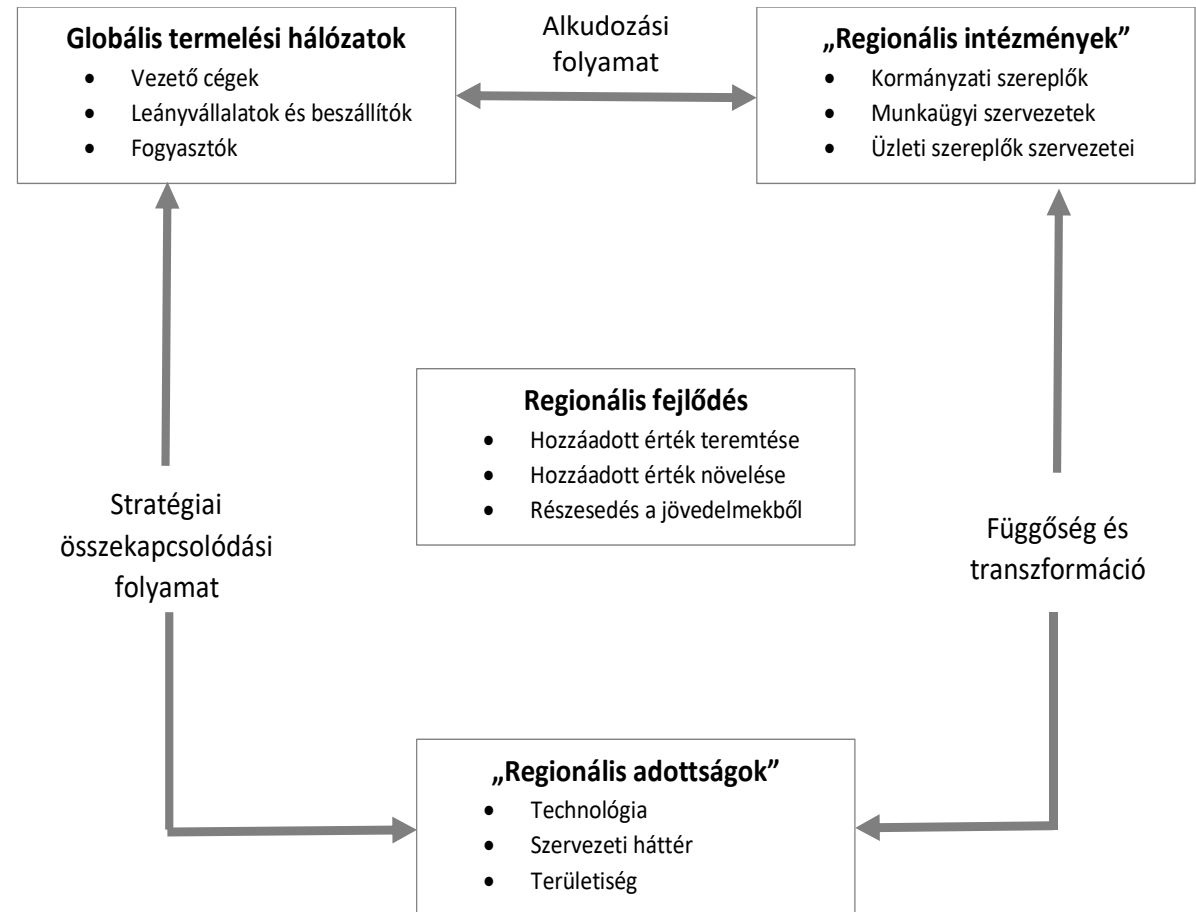 Globális termelési hálózatok
• Vezető cégek
• Leányvállalatok és beszállítók
• Fogyasztók
Alkudozási
folyamat
„Regionális intézmények”
• Kormányzati szereplők
• Munkaügyi szervezetek
• Üzleti szereplők szervezetei
Regionális fejlődés
• Hozzáadott érték teremtése
• Hozzáadott érték növelése
• Részesedés a jövedelmekből
Stratégiai
összekapcsolódási
folyamat
Függőség és
transzformáció
„Regionális adottságok”
• Technológia
• Szervezeti háttér
• Területiség